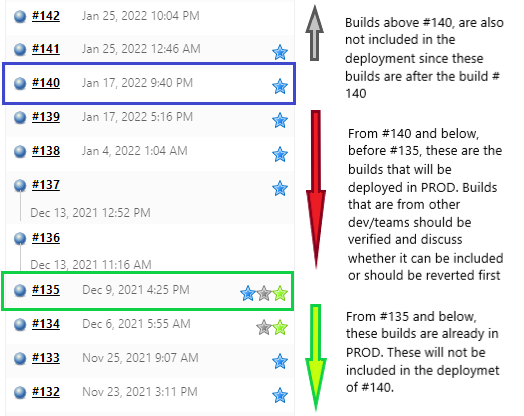 #142 Jan 25, 2022 10:04 PM
#141 Jan 25, 2022 12:46 AM
#140 Jan 17, 2022 9:40 PM
#139 Jan 17, 2022 5:16 PM
#138 Jan 4, 2022 1:04 AM
#137
Dec 13, 2021 12:52 PM
#136
Dec 13, 2021 11:16 AM
#135 Dec 9, 2021 4:25 PM
#134 Dec 6, 2021 5:55 AM
#133 Nov 25, 2021 9:07 AM
#132 Nov 23, 2021 3:11 PM
Builds above #140, are also
not included in the
deployment since these
builds are after the build #
140
From #140 and below,
before #135, these are the
builds that will be
deployed in PROD. Builds
that are from other
dev/teams should be
verified and discuss
whether it can be included
or should be reverted first
From #135 and below,
these builds are already in
PROD. These will not be
included in the deploymet
of #140.